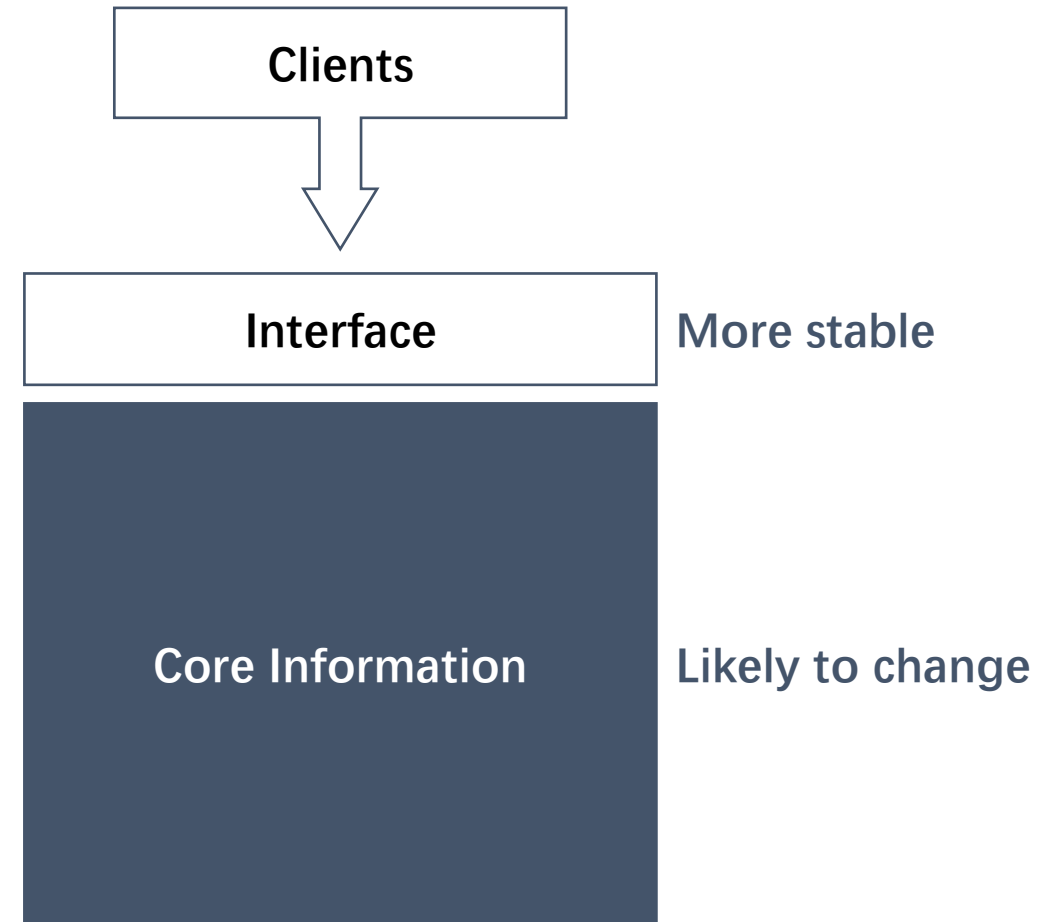 Clients
Interface
More stable
Core Information
Likely to change